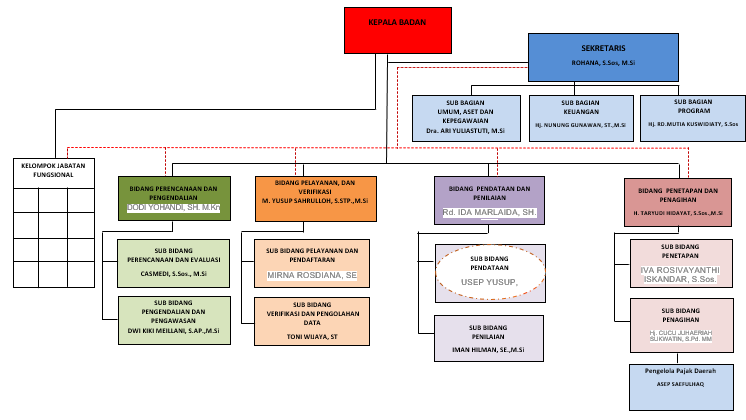 KEPALA BADAN
SEKRETARIS
ROHANA, S.Sos, M.Si
SUB BAGIAN
UMUM, ASET DAN
KEPEGAWAIAN
Dra. ARI YULIASTUTI, M.Si
SUB BAGIAN
KEUANGAN
Hj. NUNUNG GUNAWAN, ST.,M.Si
SUB BAGIAN
PROGRAM
Hj. RD.MUTIA KUSWIDIATY, S.Sos
KELOMPOK JABATAN
FUNGSIONAL
BIDANG PERENCANAAN DAN
PENGENDALIAN
DODI YOHANDI, SH. M.Kn
BIDANG PELAYANAN, DAN
VERIFIKASI
M. YUSUP SAHRULLOH, S.STP.,M.Si
BIDANG PENDATAAN DAN
PENILAIAN
Rd. IDA MARLAIDA, SH.
BIDANG PENETAPAN DAN
PENAGIHAN
H. TARYUDI HIDAYAT, S.Sos.,M.Si
SUB BIDANG
PERENCANAAN DAN EVALUASI
CASMEDI, S.Sos., M.Si
SUB BIDANG PELAYANAN DAN
PENDAFTARAN
MIRNA ROSDIANA, SE
SUB BIDANG
PENDATAAN
USEP YUSUP,
SUB BIDANG
PENETAPAN
IVA ROSIVAYANTHI
ISKANDAR, S.Sos.
SUB BIDANG
PENGENDALIAN DAN
PENGAWASAN
DWI KIKI MEILLANI, S.AP.,M.Si
SUB BIDANG
VERIFIKASI DAN PENGOLAHAN
DATA
TONI WIJAYA, ST
SUB BIDANG
PENILAIAN
IMAN HILMAN, SE.,M.Si
SUB BIDANG
PENAGIHAN
Hj. CUCU JUHAERIAH
SUKWATIN, S.Pd. MM
Pengelola Pajak Daerah
ASEP SAEFULHAQ